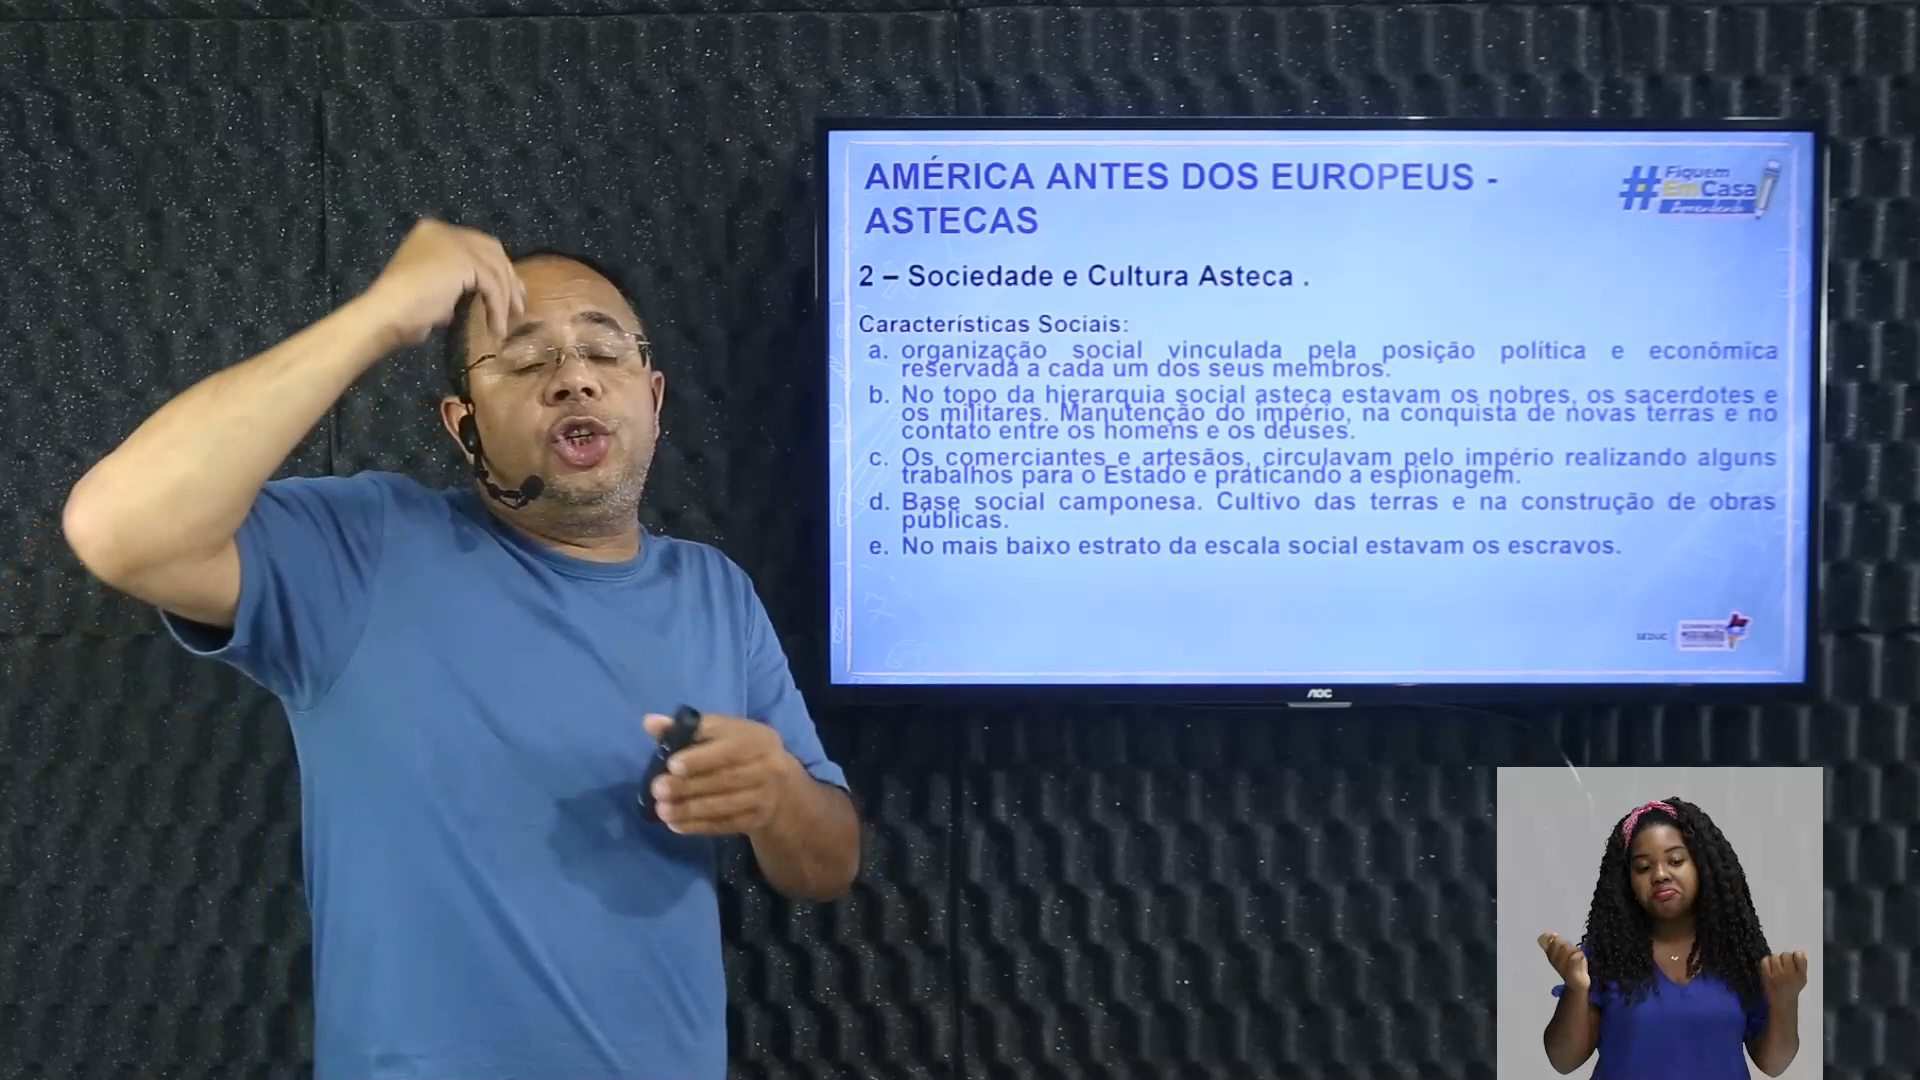 AMÉRICA ANTES DOS EUROPEUS -
ASTECAS
#Fiquem
EmCasa
Aprendendo
2 – Sociedade e Cultura Asteca .
Características Sociais:
a. organização social vinculada pela posição política e econômica
reservada a cada um dos seus membros.
b. No topo da hierarquia social asteca estavam os nobres, os sacerdotes e
os militares. Manutenção do império, na conquista de novas terras e no
contato entre os homens e os deuses.
c. Os comerciantes e artesãos, circulavam pelo império realizando alguns
trabalhos para o Estado e praticando a espionagem.
d. Base social camponesa. Cultivo das terras e na construção de obras
públicas.
e. No mais baixo estrato da escala social estavam os escravos.
SEDUC
AOC